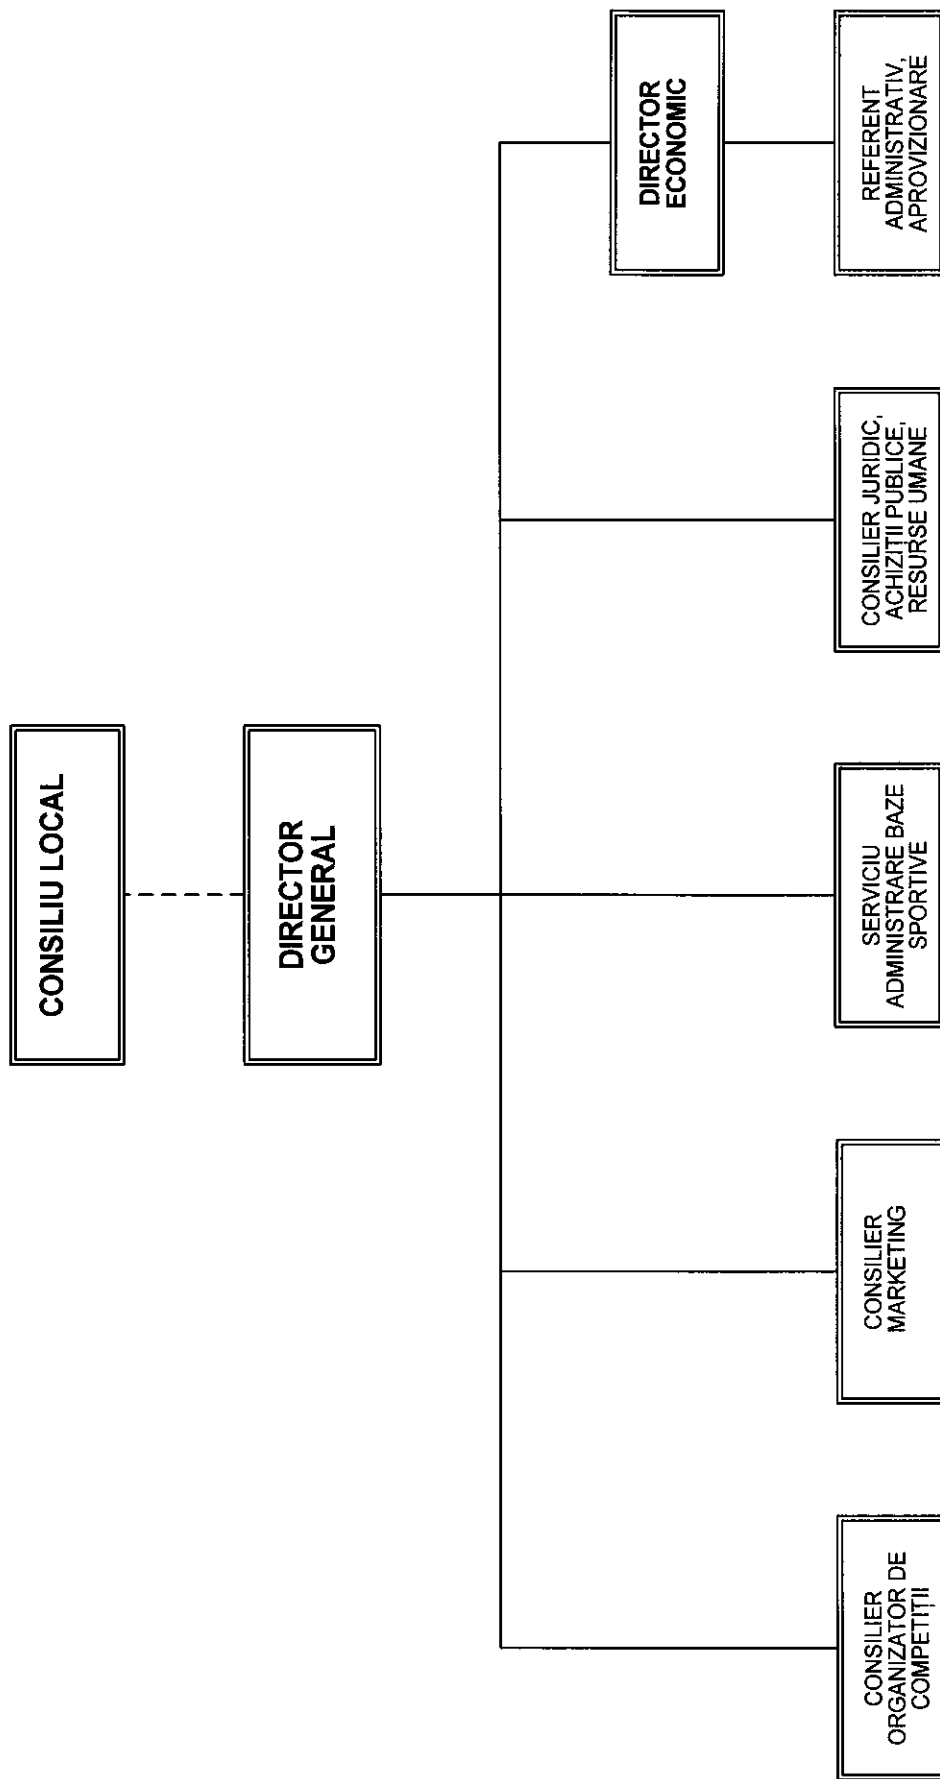 CONSILIU LOCAL
DIRECTOR
GENERAL
DIRECTOR
ECONOMIC
CONSILIER
ORGANIZATOR DE
COMPETIȚII
CONSILIER
MARKETING
SERVICIU
ADMINISTRARE BAZE
SPORTIVE
CONSILIER JURIDIC,
ACHIZIȚII PUBLICE,
RESURSE UMANE
REFERENT
ADMINISTRATIV,
APROVIZIONARE